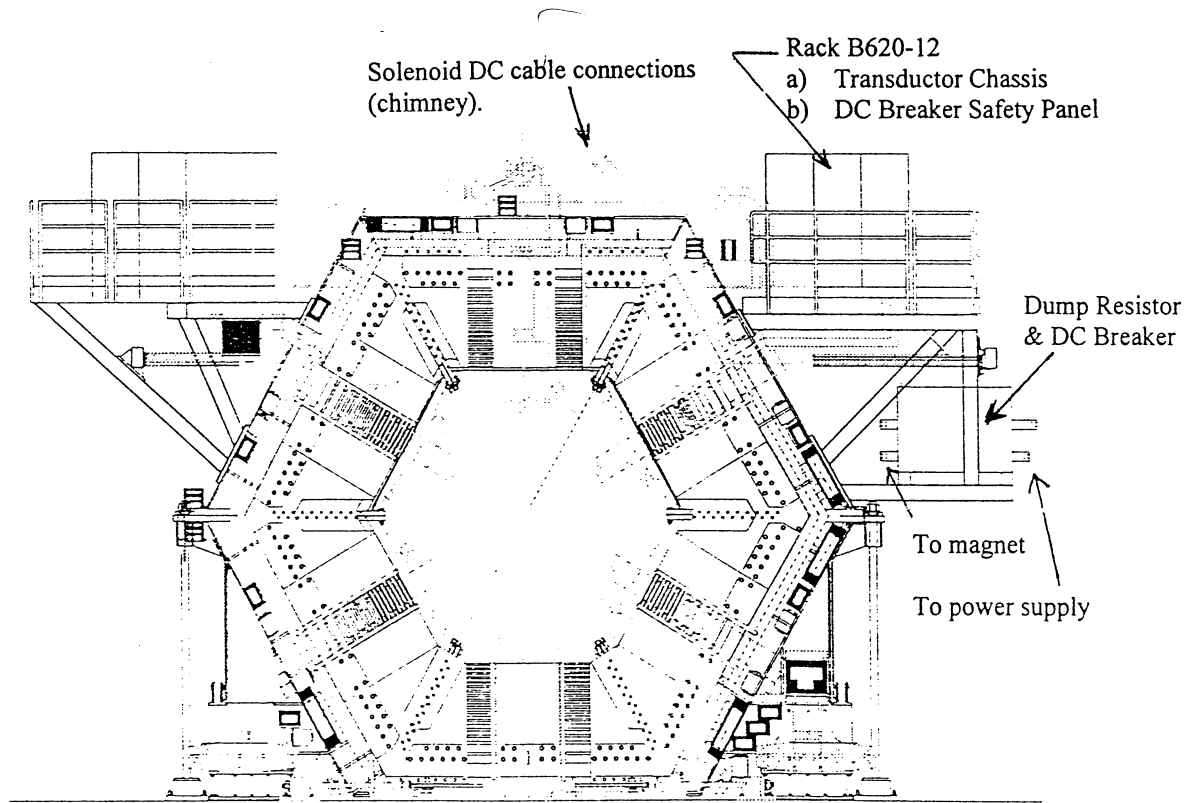 Solenoid DC cable connections
(chimney).
Rack B620-12
a) Transductor Chassis
b) DC Breaker Safety Panel
Dump Resistor
& DC Breaker
To magnet
To power supply